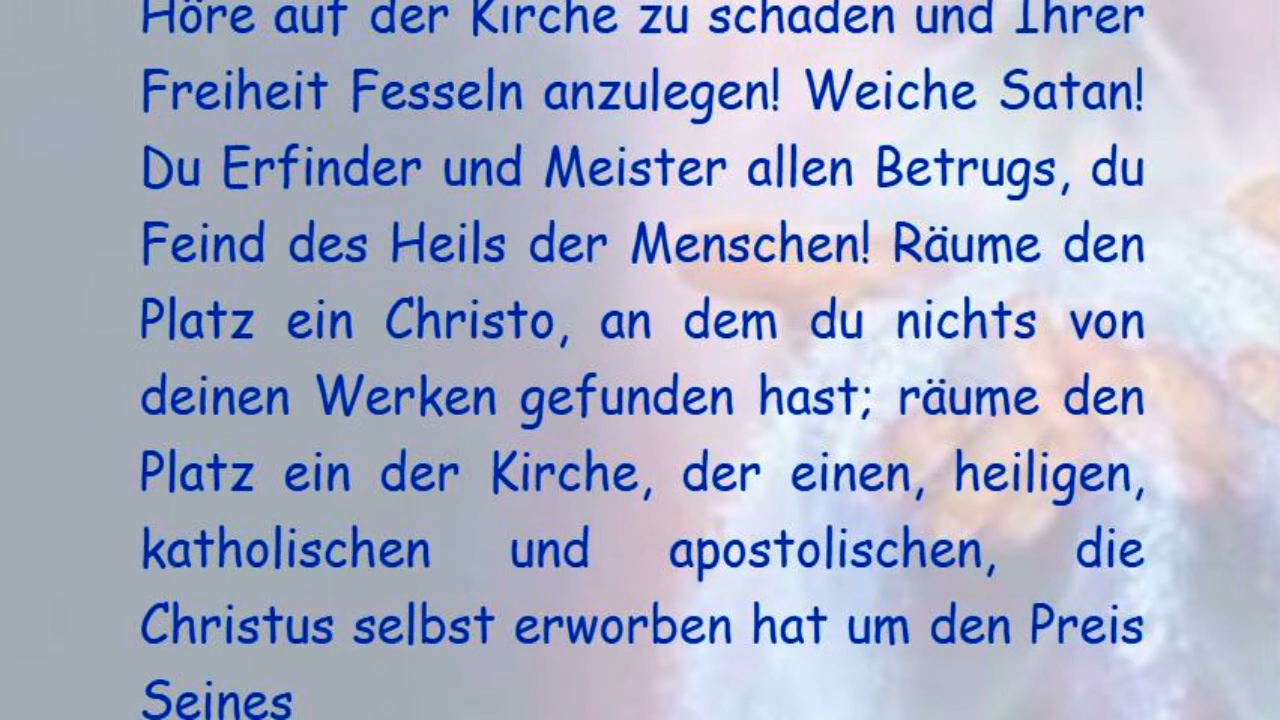 Höre auf der Kirche zu schaden und Ihrer
Freiheit Fesseln anzulegen! Weiche Satan!
Du Erfinder und Meister allen Betrugs, du
Feind des Heils der Menschen! Räume den
Platz ein Christo, an dem du nichts von
deinen Werken gefunden hast; räume den
Platz ein der Kirche, der einen, heiligen,
katholischen und apostolischen, die
Christus selbst erworben hat um den Preis
Seines